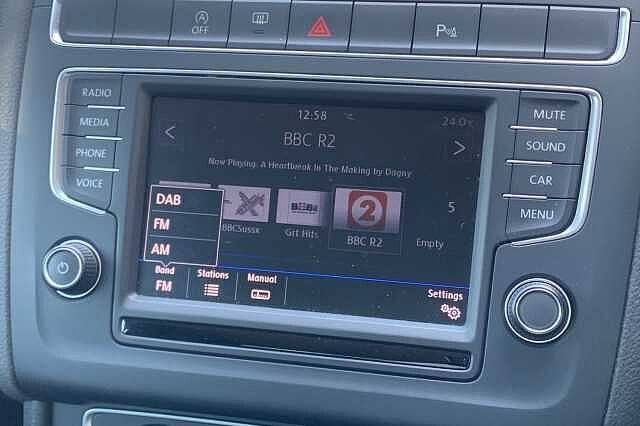 OFF
P
RADIO
MEDIA
PHONE
VOICE
MUTE
SOUND
CAR
MENU
12:58
24.0
BBC R2
Now Playing: A Heartbreak In The Making by Dagny
DAB
FM
AM
BBCSussx
Grt Hits
2
BBC R2
5
Empty
Band
FM
Stations
Manual
Settings